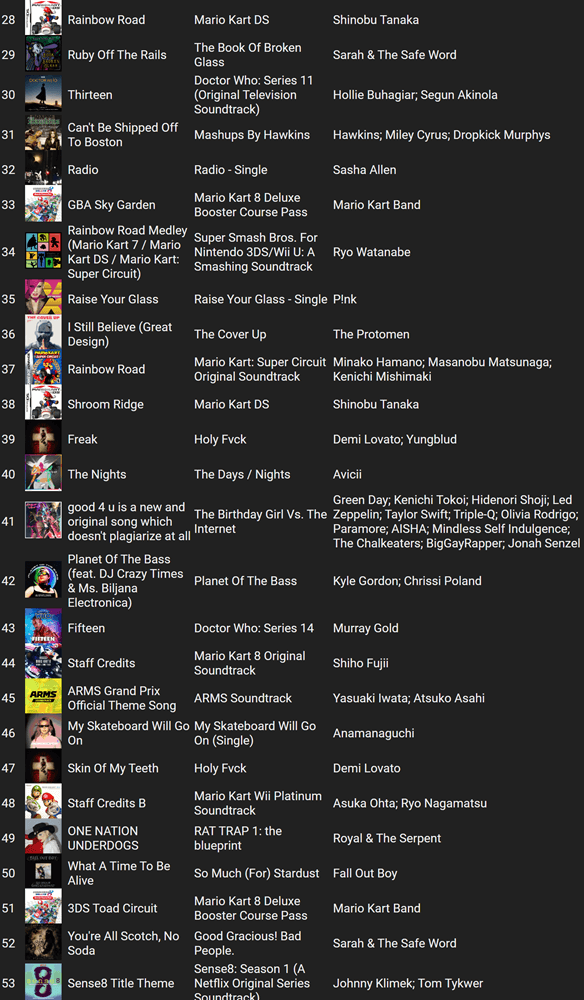 28 Rainbow Road Mario Kart DS Shinobu Tanaka
29 Ruby Off The Rails The Book Of Broken Glass Sarah & The Safe Word
30 Thirteen Doctor Who: Series 11 (Original Television Soundtrack) Hollie Buhagiar; Segun Akinola
31 Can't Be Shipped Off To Boston Mashups By Hawkins Hawkins; Miley Cyrus; Dropkick Murphys
32 Radio Radio - Single Sasha Allen
33 GBA Sky Garden Mario Kart 8 Deluxe Booster Course Pass Mario Kart Band
34 Rainbow Road Medley (Mario Kart 7 / Mario Kart DS / Mario Kart: Super Circuit) Super Smash Bros. For Nintendo 3DS/Wii U: A Smashing Soundtrack Ryo Watanabe
35 Raise Your Glass Raise Your Glass - Single P!nk
36 I Still Believe (Great Design) The Cover Up The Protomen
37 Rainbow Road Mario Kart: Super Circuit Original Soundtrack Minako Hamano; Masanobu Matsunaga; Kenichi Mishimaki
38 Shroom Ridge Mario Kart DS Shinobu Tanaka
39 Freak Holy Fvck Demi Lovato; Yungblud
40 The Nights The Days / Nights Avicii
41 good 4 u is a new and original song which doesn't plagiarize at all The Birthday Girl Vs. The Internet Green Day; Kenichi Tokoi; Hidenori Shoji; Led Zeppelin; Taylor Swift; Triple-Q; Olivia Rodrigo; Paramore; AISHA; Mindless Self Indulgence; The Chalkeaters; BigGayRapper; Jonah Senzel
42 Planet Of The Bass (feat. DJ Crazy Times & Ms. Biljana Electronica) Planet Of The Bass Kyle Gordon; Chrissi Poland
43 Fifteen Doctor Who: Series 14 Murray Gold
44 Staff Credits Mario Kart 8 Original Soundtrack Shiho Fujii
45 ARMS Grand Prix Official Theme Song ARMS Soundtrack Yasuaki Iwata; Atsuko Asahi
46 My Skateboard Will Go On My Skateboard Will Go On (Single) Anamanaguchi
47 Skin Of My Teeth Holy Fvck Demi Lovato
48 Staff Credits B Mario Kart Wii Platinum Soundtrack Asuka Ohta; Ryo Nagamatsu
49 ONE NATION UNDERDOGS RAT TRAP 1: the blueprint Royal & The Serpent
50 What A Time To Be Alive So Much (For) Stardust Fall Out Boy
51 3DS Toad Circuit Mario Kart 8 Deluxe Booster Course Pass Mario Kart Band
52 You're All Scotch, No Soda Good Gracious! Bad People. Sarah & The Safe Word
53 Sense8 Title Theme Sense8: Season 1 (A Netflix Original Series Soundtrack) Johnny Klimek; Tom Tykwer